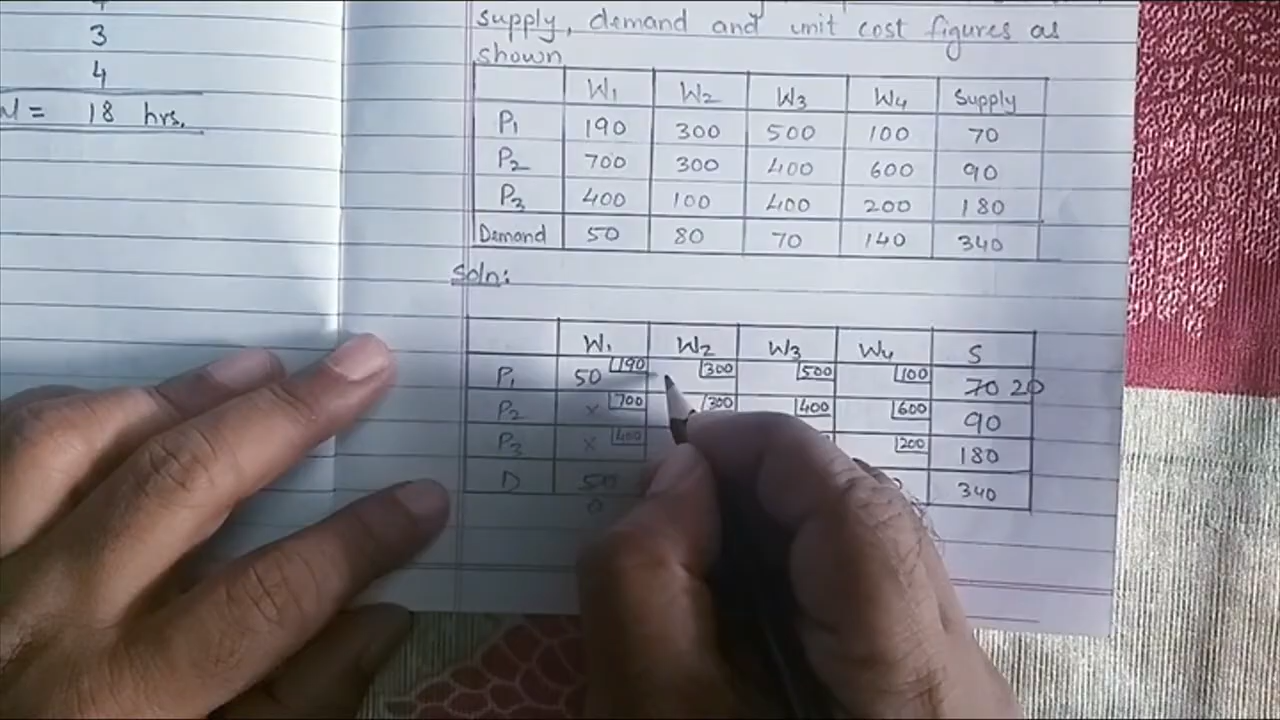 3
4
= 18 hrs.
supply, demand and unit cost figures as
shown
W1 W2 W3 W4 Supply
P1 190 300 500 100 70
P2 700 300 400 600 90
P3 400 100 400 200 180
Demand 50 80 70 140 340
Soln:
W1 W2 W3 W4 S
P1 50 190 300 500 100 70 20
P2 x 700 300 400 600 90
P3 x 400 200 180
D 50 340
0